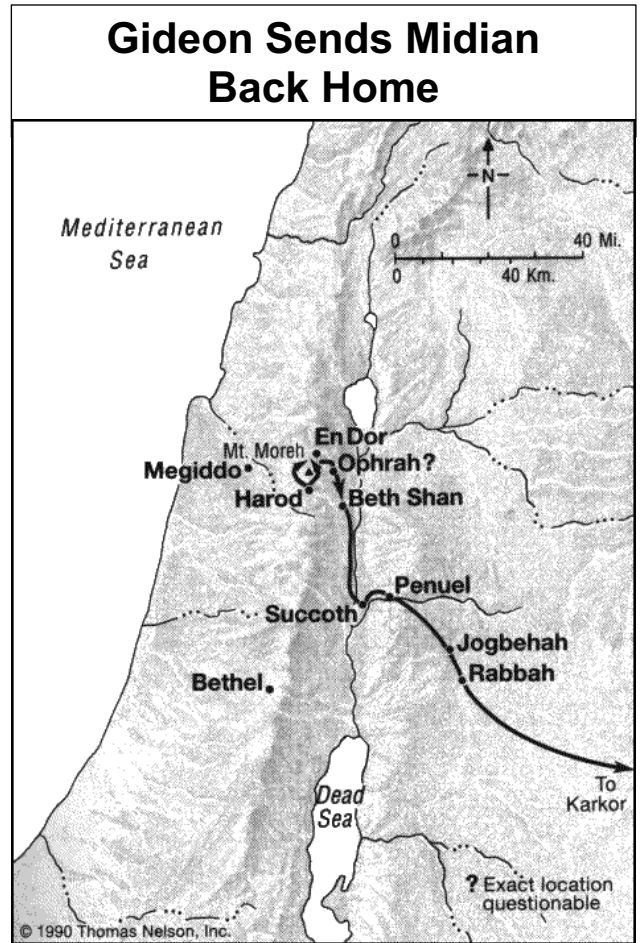 Gideon Sends Midian
Back Home
N
Mediterranean
Sea
0 40 Mi.
0 40 Km.
En Dor
Mt. Moreh
Ophrah?
Megiddo
Harod
Beth Shan
Penuel
Succoth
Jogbehah
Rabbah
Bethel
To
Karkor
Dead
Sea
? Exact location
questionable
© 1990 Thomas Nelson, Inc.